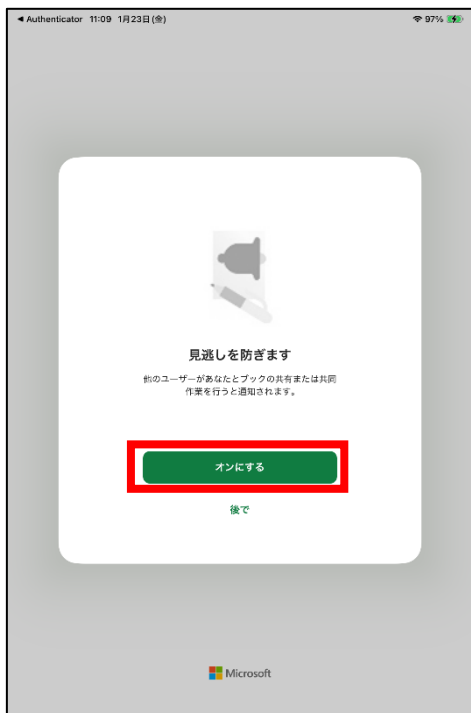 ◀ Authenticator 11:09 1月23日(金) 97%
見逃しを防ぎます
他のユーザーがあなたとブックの共有または共同
作業を行うと通知されます。
オンにする
後で
Microsoft